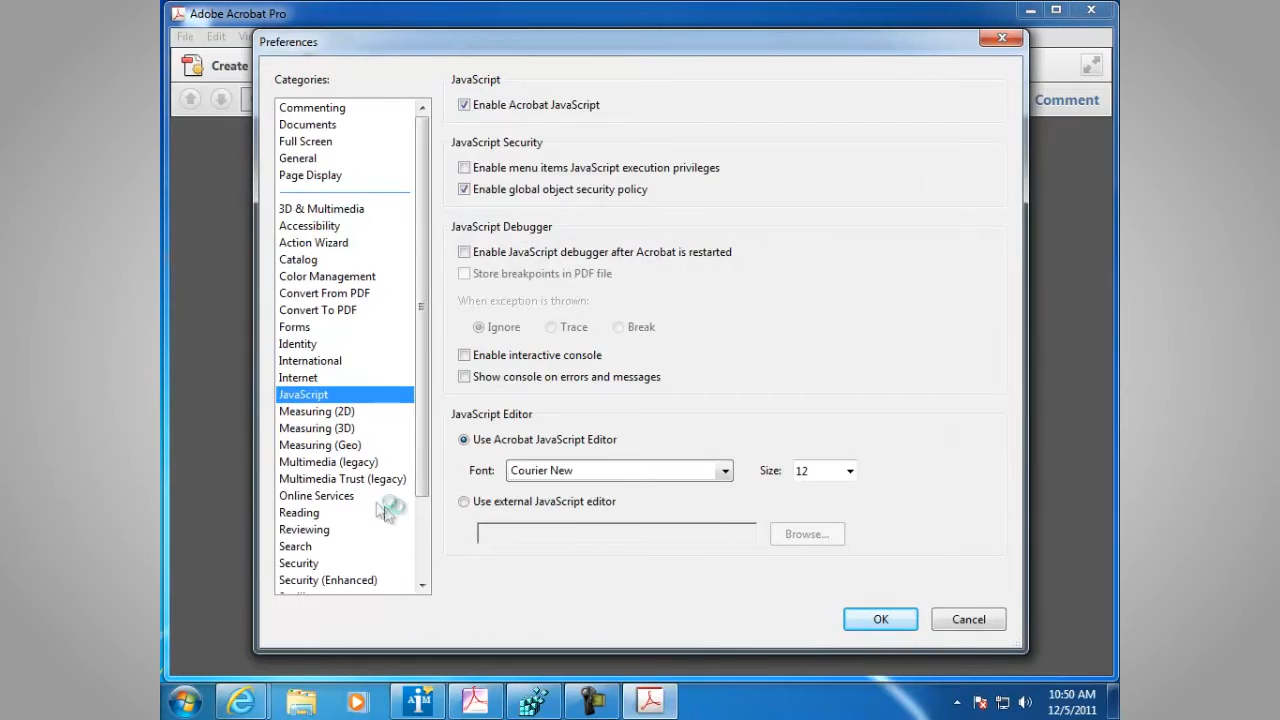 Adobe Acrobat Pro
File Edit
Create
Comment
Preferences
Categories:
Commenting
Documents
Full Screen
General
Page Display
3D & Multimedia
Accessibility
Action Wizard
Catalog
Color Management
Convert From PDF
Convert To PDF
Forms
Identity
International
Internet
JavaScript
Measuring (2D)
Measuring (3D)
Measuring (Geo)
Multimedia (legacy)
Multimedia Trust (legacy)
Online Services
Reading
Reviewing
Search
Security
Security (Enhanced)
JavaScript
Enable Acrobat JavaScript
JavaScript Security
Enable menu items JavaScript execution privileges
Enable global object security policy
JavaScript Debugger
Enable JavaScript debugger after Acrobat is restarted
Store breakpoints in PDF file
When exception is thrown:
Ignore Trace Break
Enable interactive console
Show console on errors and messages
JavaScript Editor
Use Acrobat JavaScript Editor
Font: Courier New Size: 12
Use external JavaScript editor
Browse...
OK Cancel
AIM
10:50 AM
12/5/2011